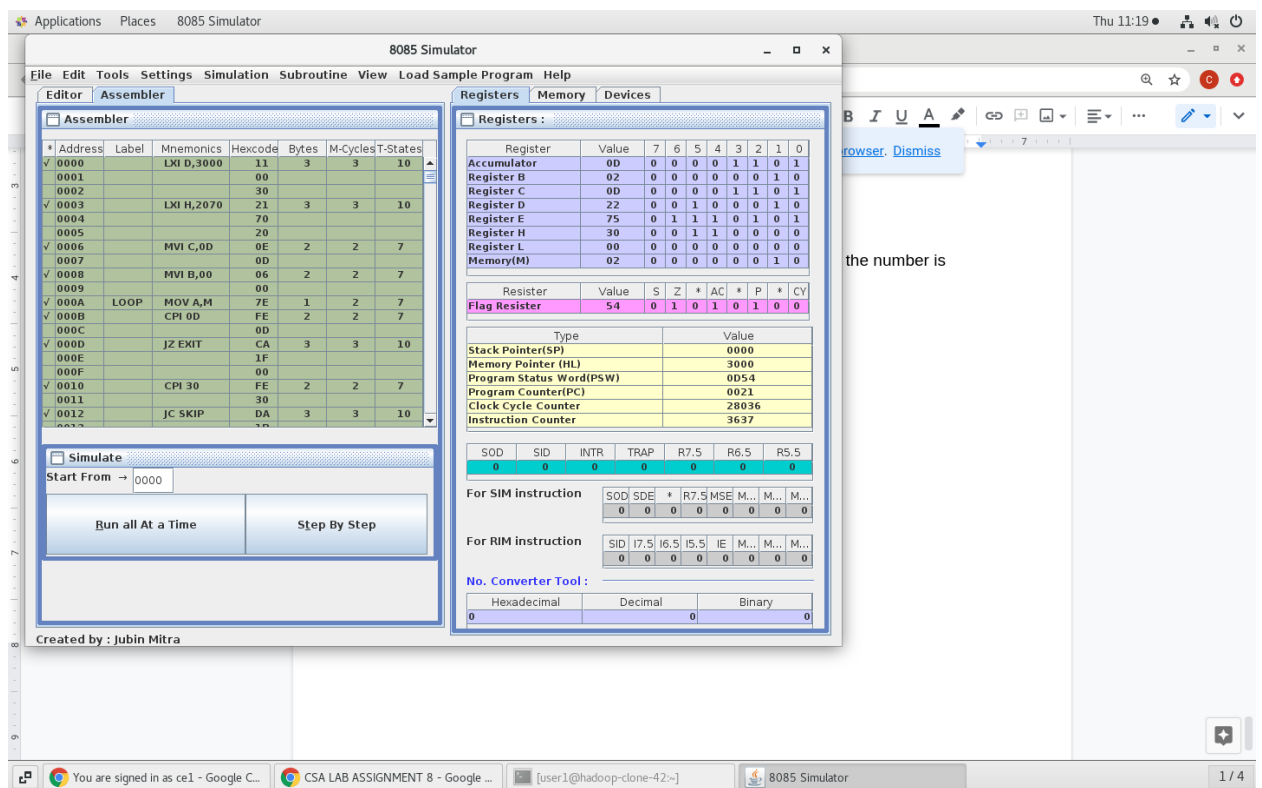 Applications Places 8085 Simulator Thu 11:19
8085 Simulator
File Edit Tools Settings Simulation Subroutine View Load Sample Program Help
Editor Assembler
Registers Memory Devices
Assembler
* Address Label Mnemonics Hexcode Bytes M-Cycles T-States
√ 0000 LXI D,3000 11 3 3 10
0001 00
0002 30
√ 0003 LXI H,2070 21 3 3 10
0004 70
0005 20
√ 0006 MVI C,0D 0E 2 2 7
0007 0D
√ 0008 MVI B,00 06 2 2 7
0009 00
√ 000A LOOP MOV A,M 7E 1 2 7
√ 000B CPI 0D FE 2 2 7
000C 0D
√ 000D JZ EXIT CA 3 3 10
000E 1F
000F 00
√ 0010 CPI 30 FE 2 2 7
0011 30
√ 0012 JC SKIP DA 3 3 10
Simulate
Start From → 0000
Run all At a Time Step By Step
Created by : Jubin Mitra
Registers :
Register Value 7 6 5 4 3 2 1 0
Accumulator 0D 0 0 0 0 1 1 0 1
Register B 02 0 0 0 0 0 0 1 0
Register C 0D 0 0 0 0 1 1 0 1
Register D 22 0 0 1 0 0 0 1 0
Register E 75 0 1 1 1 0 1 0 1
Register H 30 0 0 1 1 0 0 0 0
Register L 00 0 0 0 0 0 0 0 0
Memory(M) 02 0 0 0 0 0 0 1 0
Resister Value S Z * AC * P * CY
Flag Resister 54 0 1 0 1 0 1 0 0
Type Value
Stack Pointer(SP) 0000
Memory Pointer (HL) 3000
Program Status Word(PSW) 0D54
Program Counter(PC) 0021
Clock Cycle Counter 28036
Instruction Counter 3637
SOD SID INTR TRAP R7.5 R6.5 R5.5
0 0 0 0 0 0 0
For SIM instruction SOD SDE * R7.5 MSE M... M... M...
0 0 0 0 0 0 0 0
For RIM instruction SID I7.5 I6.5 I5.5 IE M... M... M...
0 0 0 0 0 0 0 0
No. Converter Tool :
Hexadecimal Decimal Binary
0 0 0
C
B I U A
rowser. Dismiss
7
the number is
3
4
5
6
7
8
9
You are signed in as ce1 - Google C... CSA LAB ASSIGNMENT 8 - Google ... [user1@hadoop-clone-42:~] 8085 Simulator 1 / 4